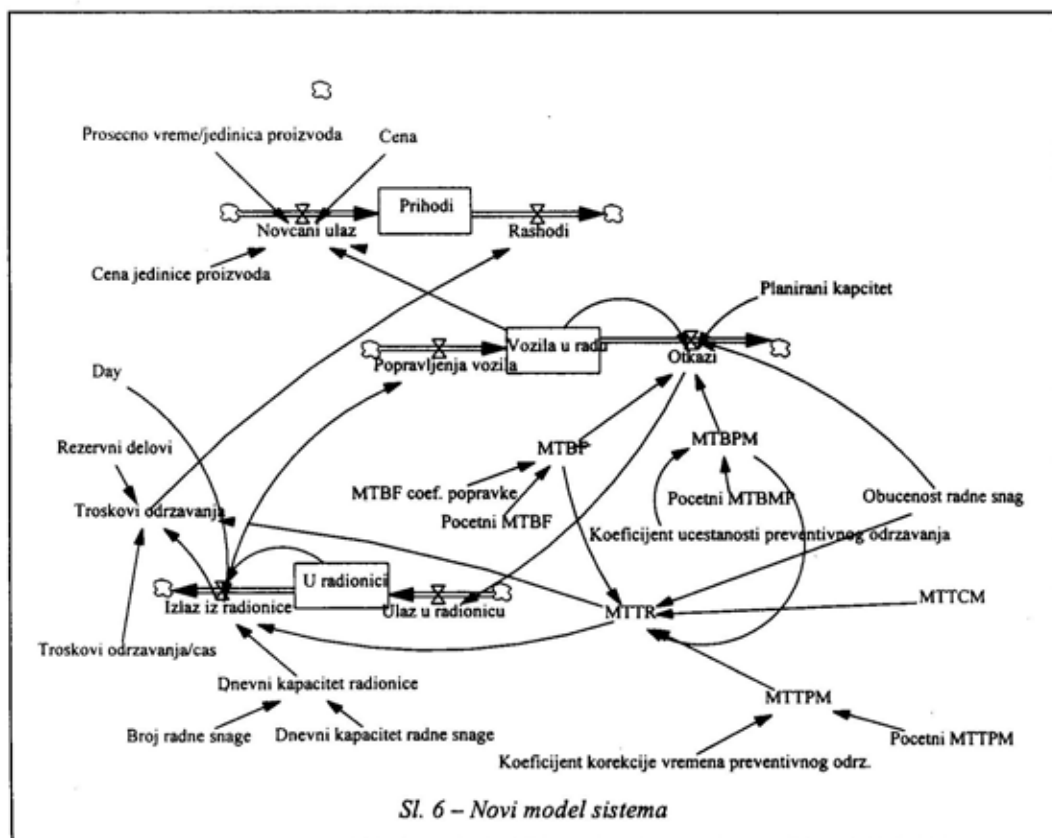 Prosecno vreme/jedinica proizvoda
Cena
Prihodi
Novcani ulaz
Rashodi
Cena jedinice proizvoda
Planirani kapcitet
Vozila u radu
Popravljenja vozila
Otkazi
Day
Rezervni delovi
MTBF
MTBPM
MTBF coef. popravke
Pocetni MTBMP
Obucenost radne snag
Troskovi odrzavanja
Pocetni MTBF
Koeficijent ucestanosti preventivnog odrzavanja
U radionici
Izlaz iz radionice
Ulaz u radionicu
MTTR
MTTCM
Troskovi odrzavanja/cas
Dnevni kapacitet radionice
MTTPM
Broj radne snage
Dnevni kapacitet radne snage
Pocetni MTTPM
Koeficijent korekcije vremena preventivnog odrz.
Sl. 6 – Novi model sistema